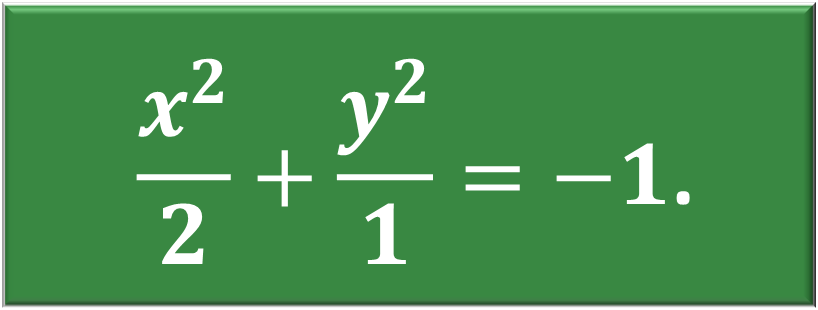 x²/2 + y²/1 = −1.